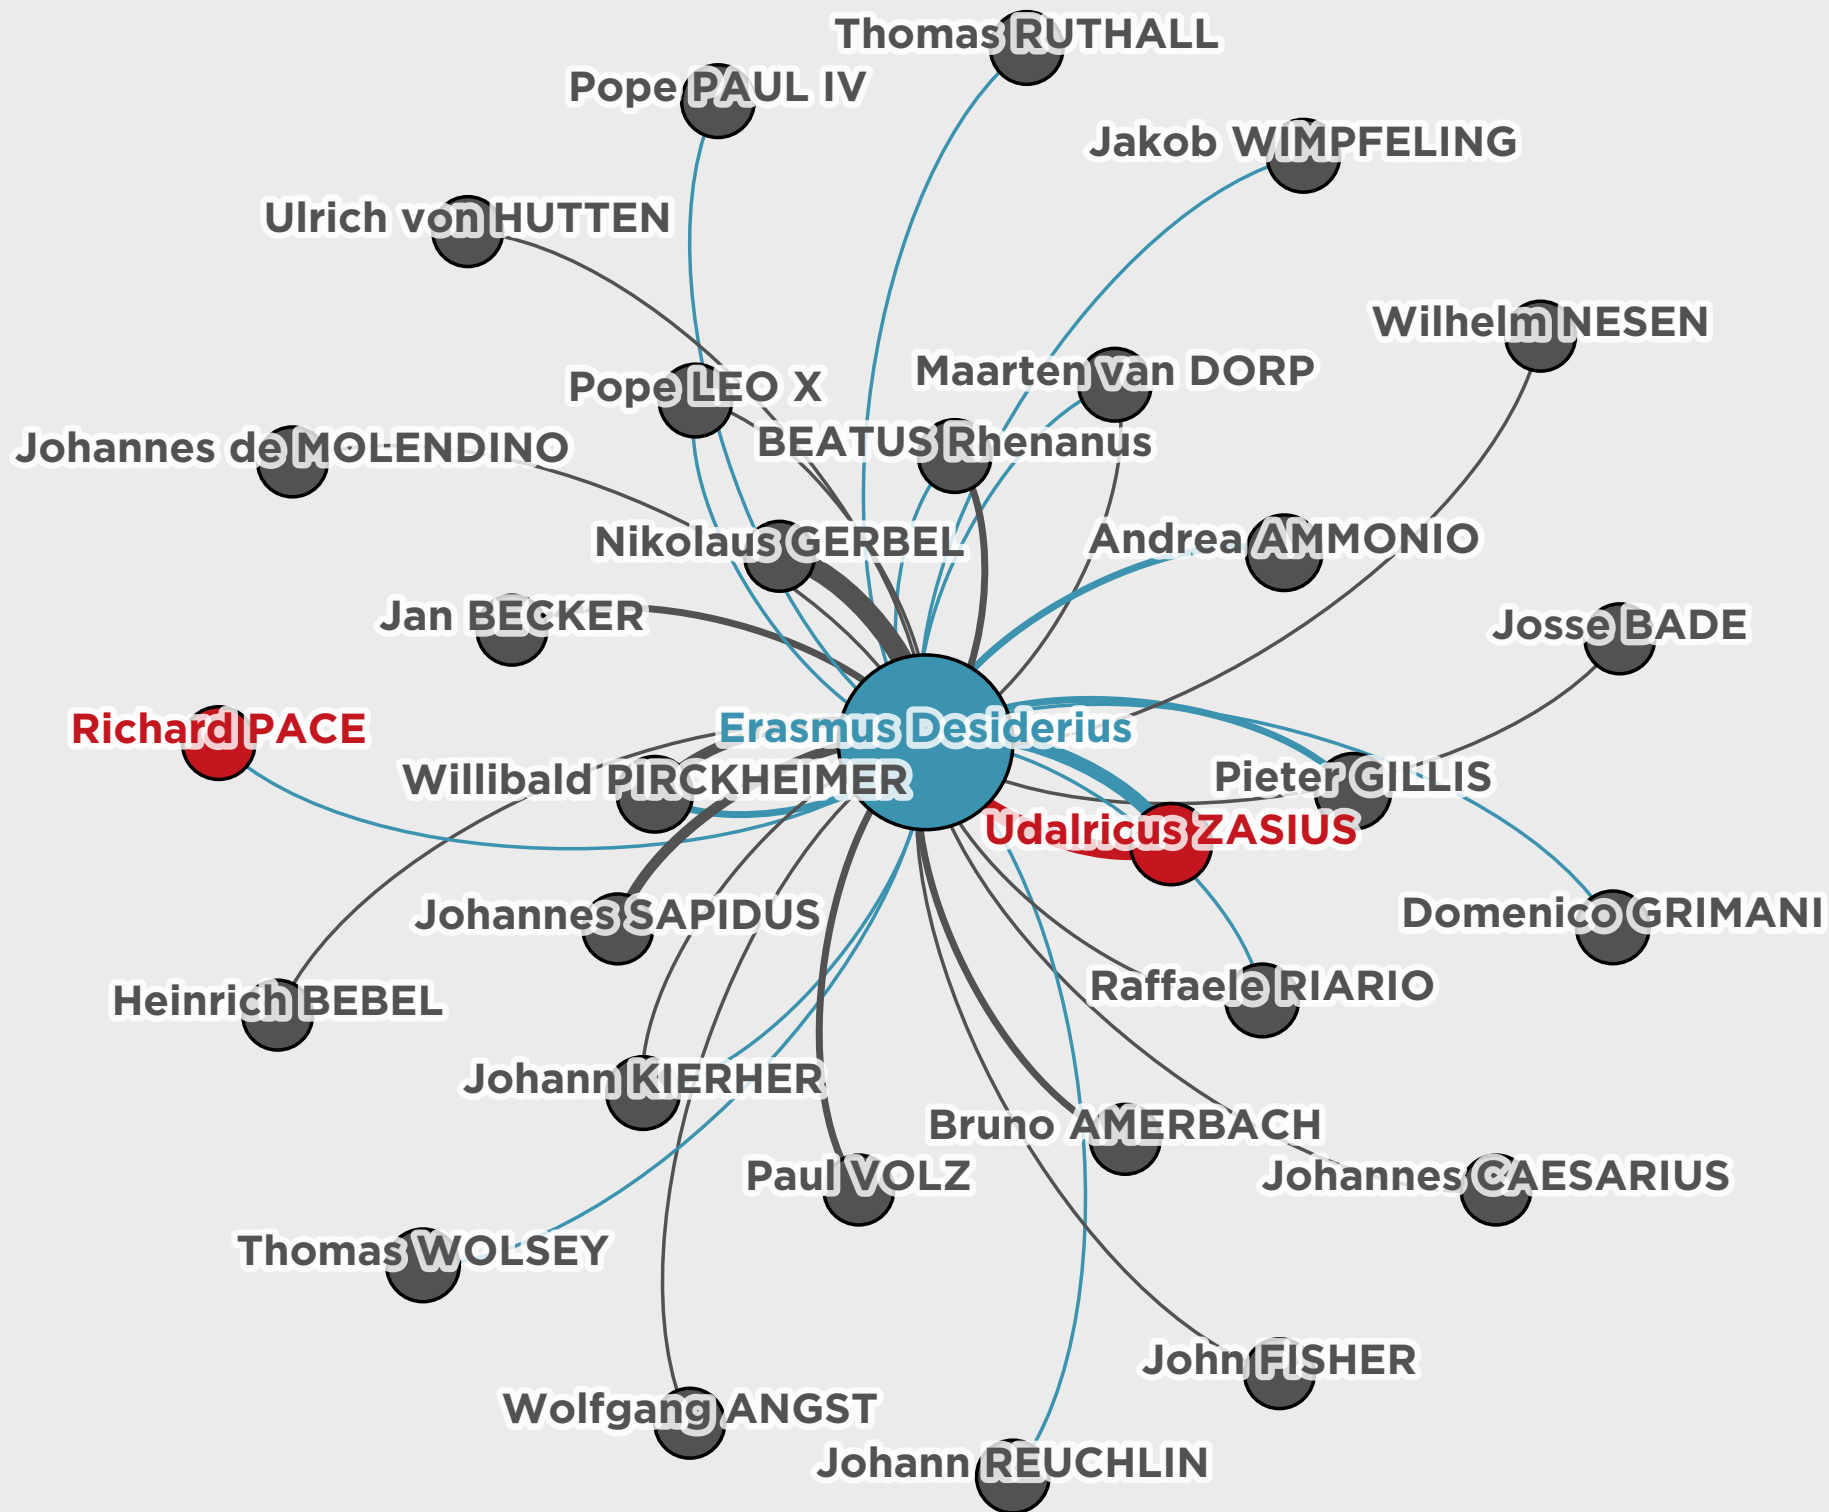 Thomas RUTHALL
Pope PAUL IV
Jakob WIMPFELING
Ulrich von HUTTEN
Wilhelm NESEN
Maarten van DORP
Pope LEO X
BEATUS Rhenanus
Johannes de MOLENDINO
Nikolaus GERBEL
Andrea AMMONIO
Jan BECKER
Josse BADE
Richard PACE
Erasmus Desiderius
Willibald PIRCKHEIMER
Pieter GILLIS
Udalricus ZASIUS
Johannes SAPIDUS
Domenico GRIMANI
Raffaele RIARIO
Heinrich BEBEL
Johann KIERHER
Bruno AMERBACH
Paul VOLZ
Johannes CAESARIUS
Thomas WOLSEY
John FISHER
Wolfgang ANGST
Johann REUCHLIN